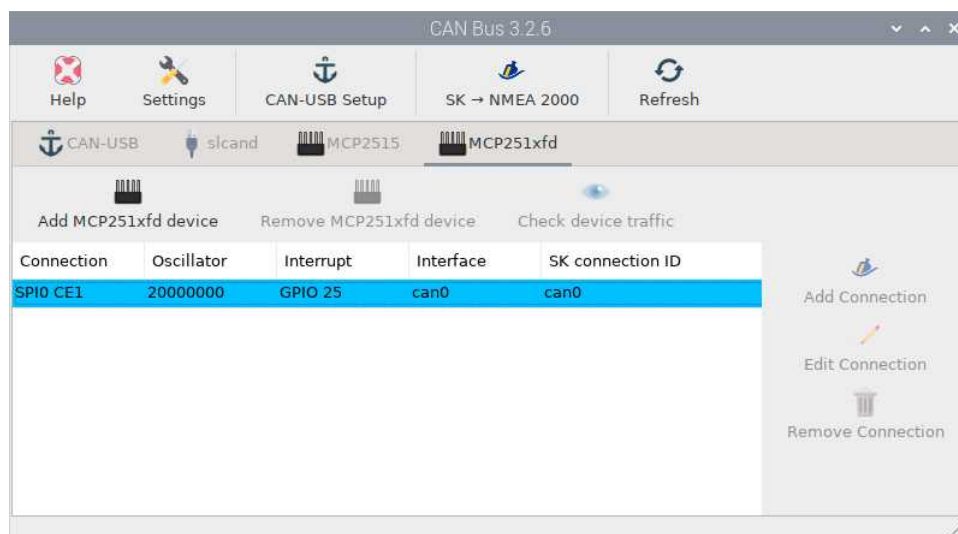 CAN Bus 3.2.6
Help Settings CAN-USB Setup SK → NMEA 2000 Refresh
CAN-USB slcand MCP2515 MCP251xfd
Add MCP251xfd device Remove MCP251xfd device Check device traffic
Connection Oscillator Interrupt Interface SK connection ID
SPI0 CE1 20000000 GPIO 25 can0 can0
Add Connection
Edit Connection
Remove Connection